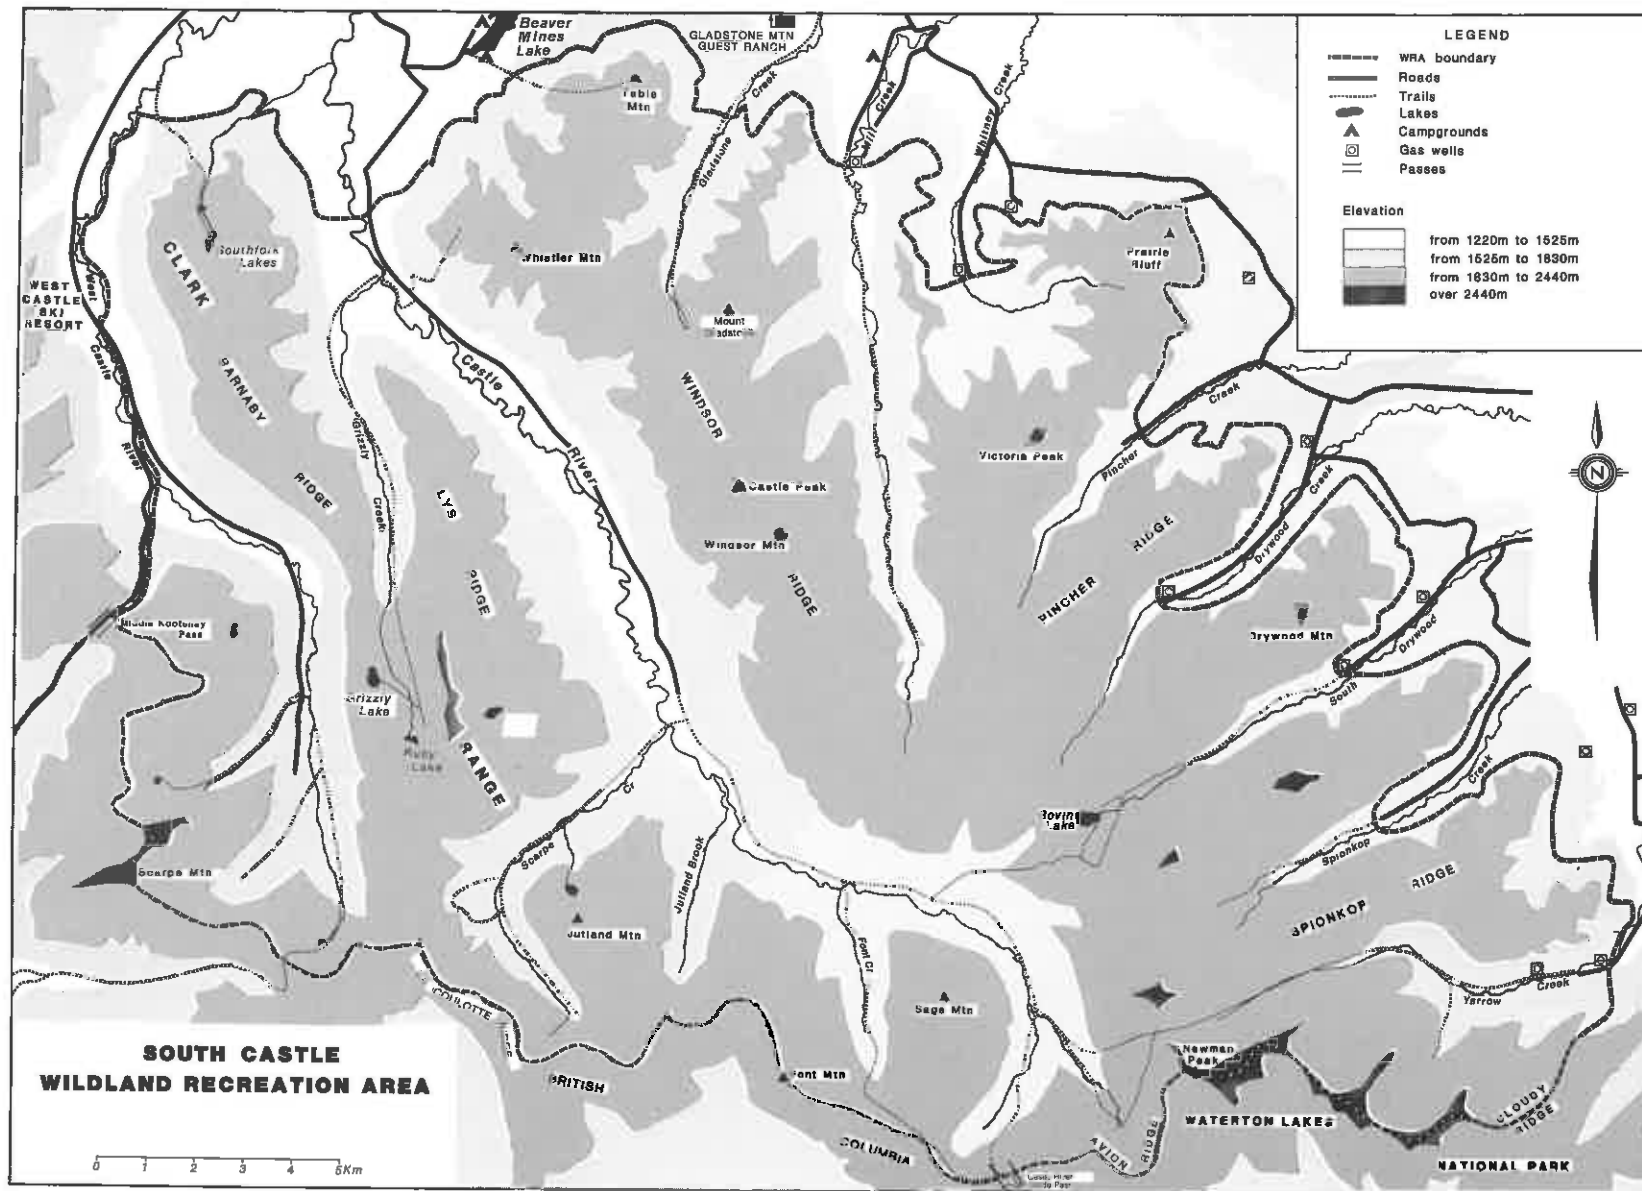 Beaver
Mines
Lake
GLADSTONE MTN
GUEST RANCH
Table
Mtn
Gladstone
Creek
Mill
Creek
Whitney
Creek
LEGEND
WRA boundary
Roads
Trails
Lakes
Campgrounds
Gas wells
Passes
Elevation
from 1220m to 1525m
from 1525m to 1830m
from 1830m to 2440m
over 2440m
Southfork
Lakes
CLARK
Whistler Mtn
Prairie
Bluff
WEST
CASTLE
SKI
RESORT
West
Castle
River
Mount
BARNABY
RIDGE
Castle
River
WINDSOR
RIDGE
Pincher
Creek
Grizzly
Creek
LYS
RIDGE
Victoria Peak
Castle Peak
Windsor Mtn
PINCHER
RIDGE
Drywood
Creek
Drywood Mtn
South
Drywood
Middle Kootenay
Pass
Grizzly
Lake
Lake
RANGE
Scarpe
Cr
Jutland Brook
Lake
Spionkop
Creek
Scarpe Mtn
SPIONKOP
RIDGE
Jutland Mtn
Font Cr
Sage Mtn
Yarrow
Creek
SOUTH CASTLE
WILDLAND RECREATION AREA
BRITISH
COLUMBIA
Font Mtn
Newman
Peak
AVION
RIDGE
WATERTON LAKES
NATIONAL PARK
CLOUDY
RIDGE
0 1 2 3 4 5Km
N